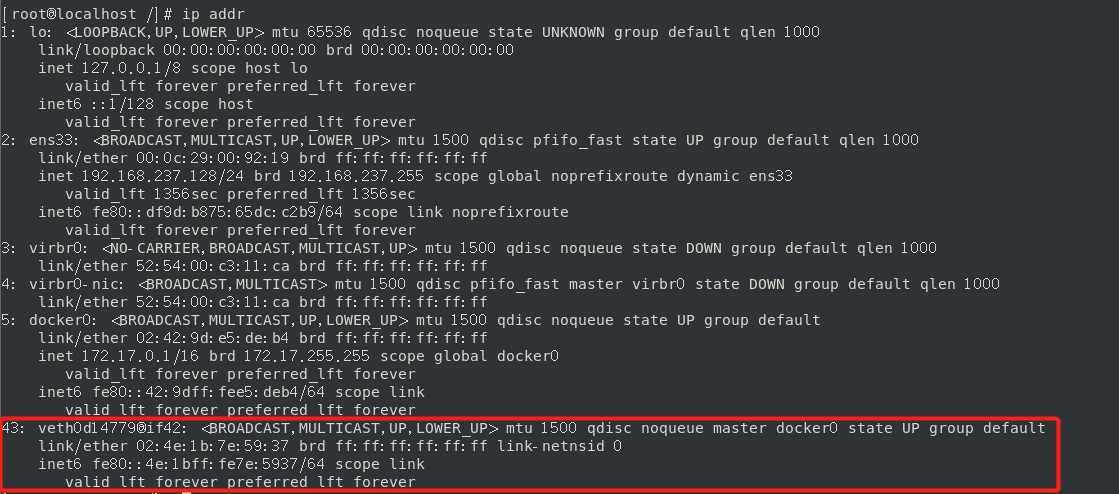 [root@localhost /]# ip addr
1: lo: <LOOPBACK,UP,LOWER_UP> mtu 65536 qdisc noqueue state UNKNOWN group default qlen 1000
link/loopback 00:00:00:00:00:00 brd 00:00:00:00:00:00
inet 127.0.0.1/8 scope host lo
valid_lft forever preferred_lft forever
inet6 ::1/128 scope host
valid_lft forever preferred_lft forever
2: ens33: <BROADCAST,MULTICAST,UP,LOWER_UP> mtu 1500 qdisc pfifo_fast state UP group default qlen 1000
link/ether 00:0c:29:00:92:19 brd ff:ff:ff:ff:ff:ff
inet 192.168.237.128/24 brd 192.168.237.255 scope global noprefixroute dynamic ens33
valid_lft 1356sec preferred_lft 1356sec
inet6 fe80::df9d:b875:65dc:c2b9/64 scope link noprefixroute
valid_lft forever preferred_lft forever
3: virbr0: <NO-CARRIER,BROADCAST,MULTICAST,UP> mtu 1500 qdisc noqueue state DOWN group default qlen 1000
link/ether 52:54:00:c3:11:ca brd ff:ff:ff:ff:ff:ff
4: virbr0-nic: <BROADCAST,MULTICAST> mtu 1500 qdisc pfifo_fast master virbr0 state DOWN group default qlen 1000
link/ether 52:54:00:c3:11:ca brd ff:ff:ff:ff:ff:ff
5: docker0: <BROADCAST,MULTICAST,UP,LOWER_UP> mtu 1500 qdisc noqueue state UP group default
link/ether 02:42:9d:e5:de:b4 brd ff:ff:ff:ff:ff:ff
inet 172.17.0.1/16 brd 172.17.255.255 scope global docker0
valid_lft forever preferred_lft forever
inet6 fe80::42:9dff:fee5:deb4/64 scope link
valid_lft forever preferred_lft forever
43: veth0d14779@if42: <BROADCAST,MULTICAST,UP,LOWER_UP> mtu 1500 qdisc noqueue master docker0 state UP group default
link/ether 02:4e:1b:7e:59:37 brd ff:ff:ff:ff:ff:ff link-netnsid 0
inet6 fe80::4e:1bff:fe7e:5937/64 scope link
valid_lft forever preferred_lft forever